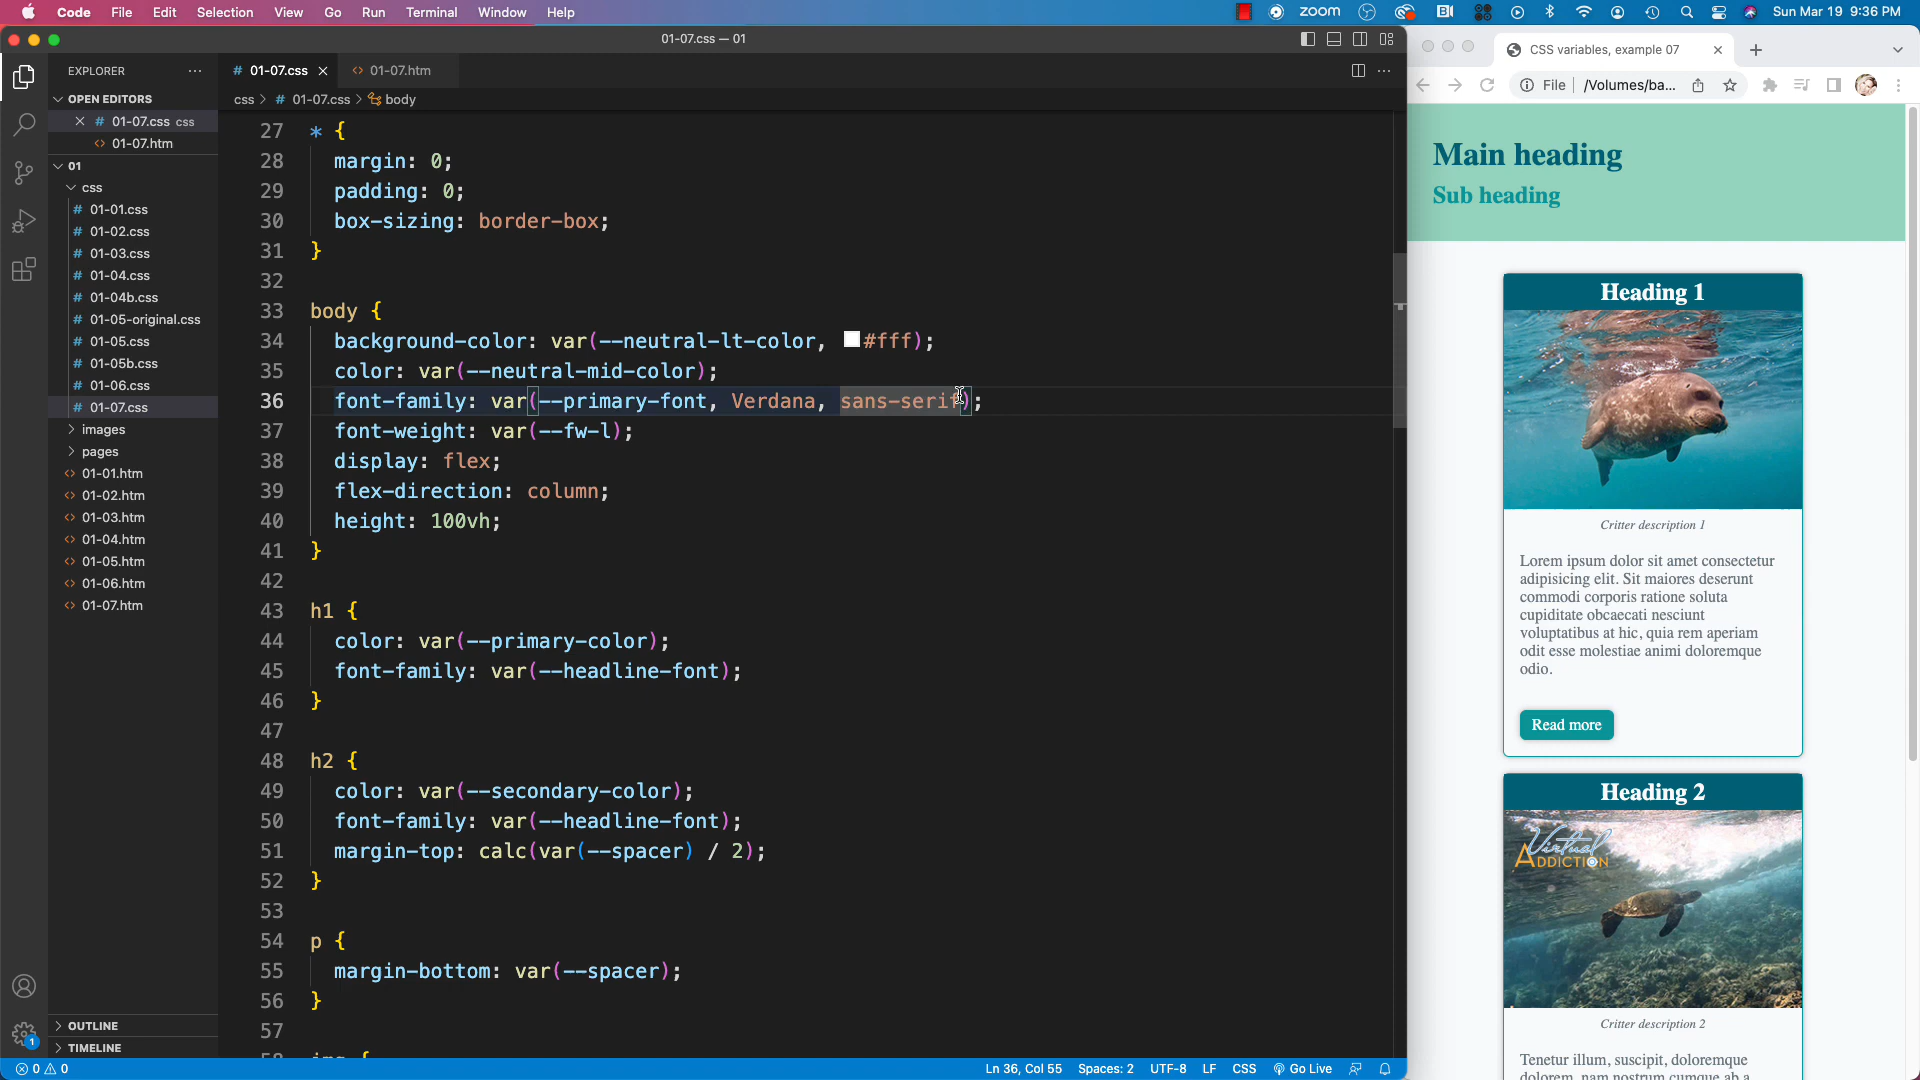 Code File Edit Selection View Go Run Terminal Window Help
zoom
Sun Mar 19 9:36 PM
01-07.css — 01
EXPLORER
OPEN EDITORS
# 01-07.css css
<> 01-07.htm
01
css
# 01-01.css
# 01-02.css
# 01-03.css
# 01-04.css
# 01-04b.css
# 01-05-original.css
# 01-05.css
# 01-05b.css
# 01-06.css
# 01-07.css
images
pages
<> 01-01.htm
<> 01-02.htm
<> 01-03.htm
<> 01-04.htm
<> 01-05.htm
<> 01-06.htm
<> 01-07.htm
OUTLINE
TIMELINE
# 01-07.css
<> 01-07.htm
css > # 01-07.css > body
27 * {
28 margin: 0;
29 padding: 0;
30 box-sizing: border-box;
31 }
32
33 body {
34 background-color: var(--neutral-lt-color, #fff);
35 color: var(--neutral-mid-color);
36 font-family: var(--primary-font, Verdana, sans-serif);
37 font-weight: var(--fw-l);
38 display: flex;
39 flex-direction: column;
40 height: 100vh;
41 }
42
43 h1 {
44 color: var(--primary-color);
45 font-family: var(--headline-font);
46 }
47
48 h2 {
49 color: var(--secondary-color);
50 font-family: var(--headline-font);
51 margin-top: calc(var(--spacer) / 2);
52 }
53
54 p {
55 margin-bottom: var(--spacer);
56 }
57
58 img {
1
0 0
Ln 36, Col 55 Spaces: 2 UTF-8 LF CSS Go Live
CSS variables, example 07
File /Volumes/ba...
Main heading
Sub heading
Heading 1
Critter description 1
Lorem ipsum dolor sit amet consectetur
adipisicing elit. Sit maiores deserunt
commodi corporis ratione soluta
cupiditate obcaecati nesciunt
voluptatibus at hic, quia rem aperiam
odit esse molestiae animi doloremque
odio.
Read more
Heading 2
Virtual
ADDICTION
Critter description 2
Tenetur illum, suscipit, doloremque
dolorem, nam nostrum cumque ab a